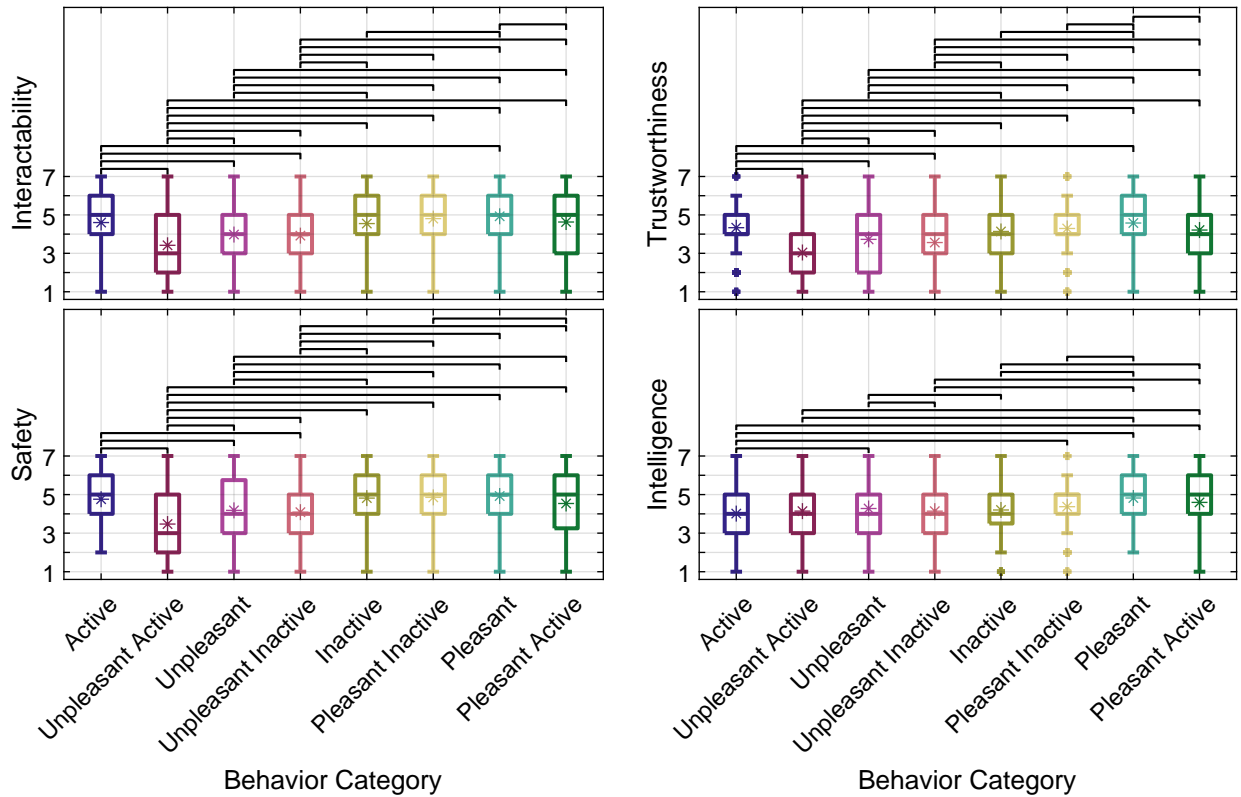 Interactability
7
5
3
1
Trustworthiness
7
5
3
1
Safety
7
5
3
1
Intelligence
7
5
3
1
Active
Unpleasant Active
Unpleasant
Unpleasant Inactive
Inactive
Pleasant Inactive
Pleasant
Pleasant Active
Behavior Category
Active
Unpleasant Active
Unpleasant
Unpleasant Inactive
Inactive
Pleasant Inactive
Pleasant
Pleasant Active
Behavior Category